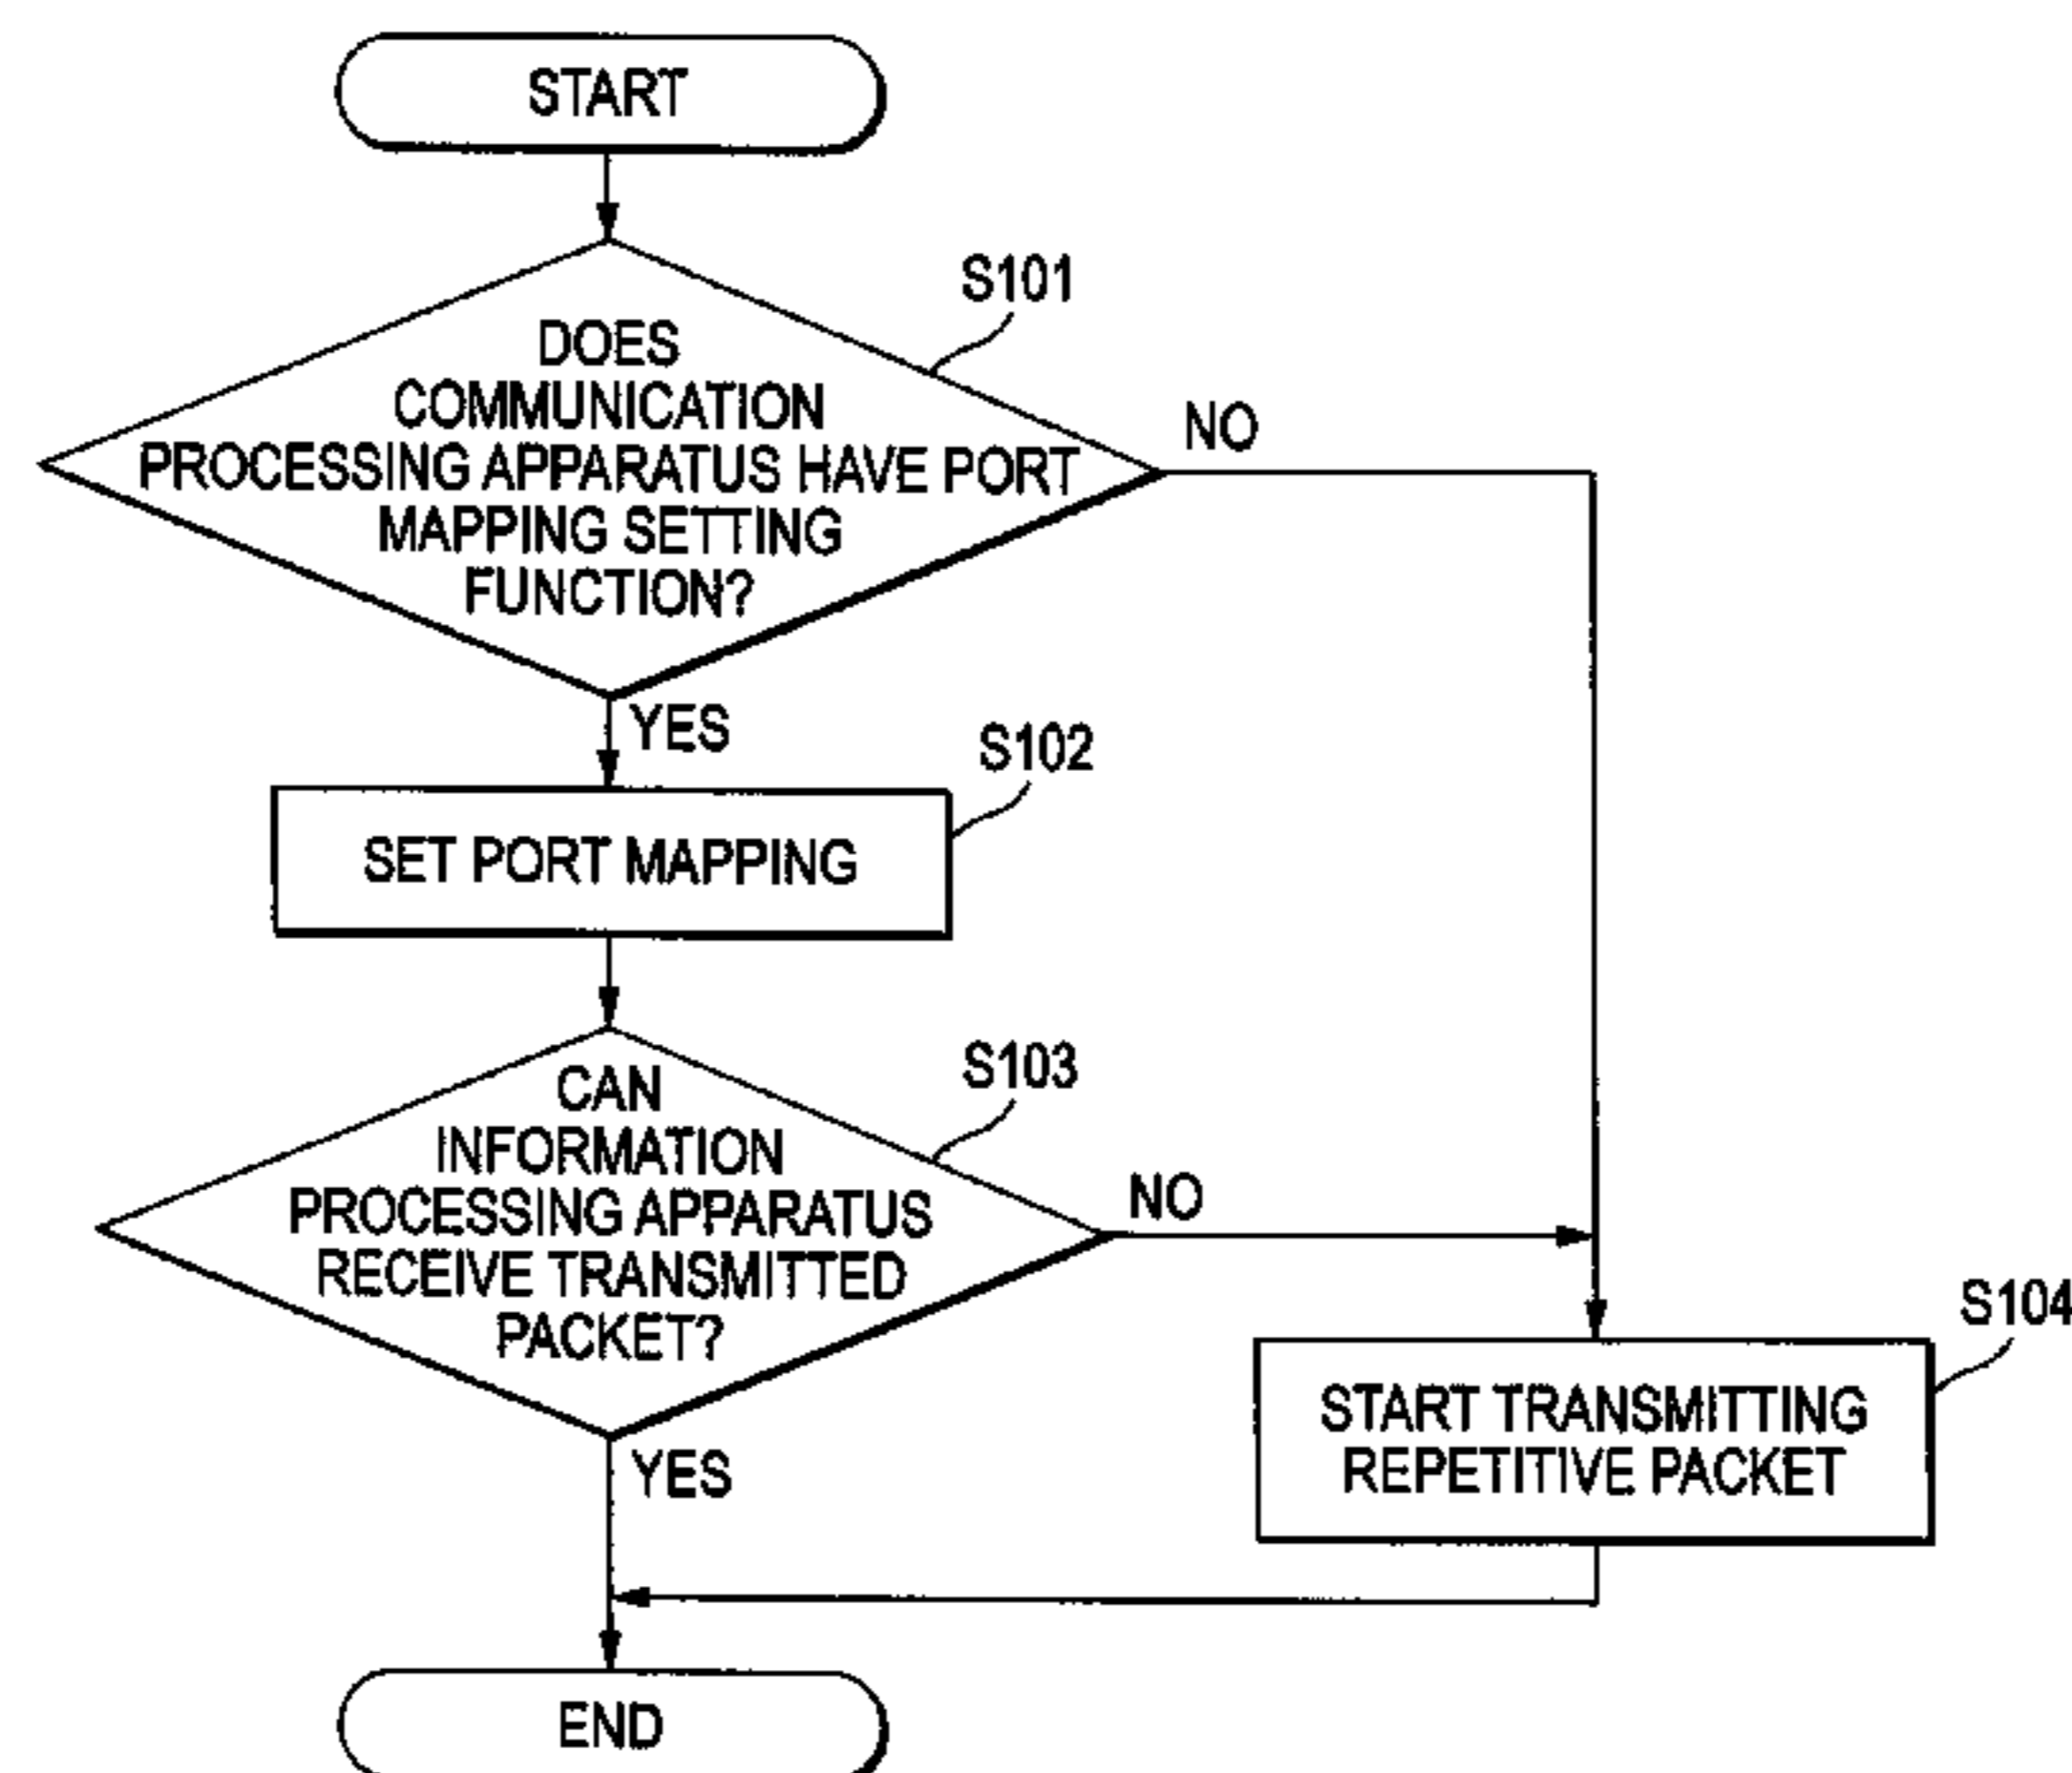 START
S101
DOES
COMMUNICATION
PROCESSING APPARATUS HAVE PORT
MAPPING SETTING
FUNCTION?
NO
YES
S102
SET PORT MAPPING
S103
CAN
INFORMATION
PROCESSING APPARATUS
RECEIVE TRANSMITTED
PACKET?
NO
YES
S104
START TRANSMITTING
REPETITIVE PACKET
END